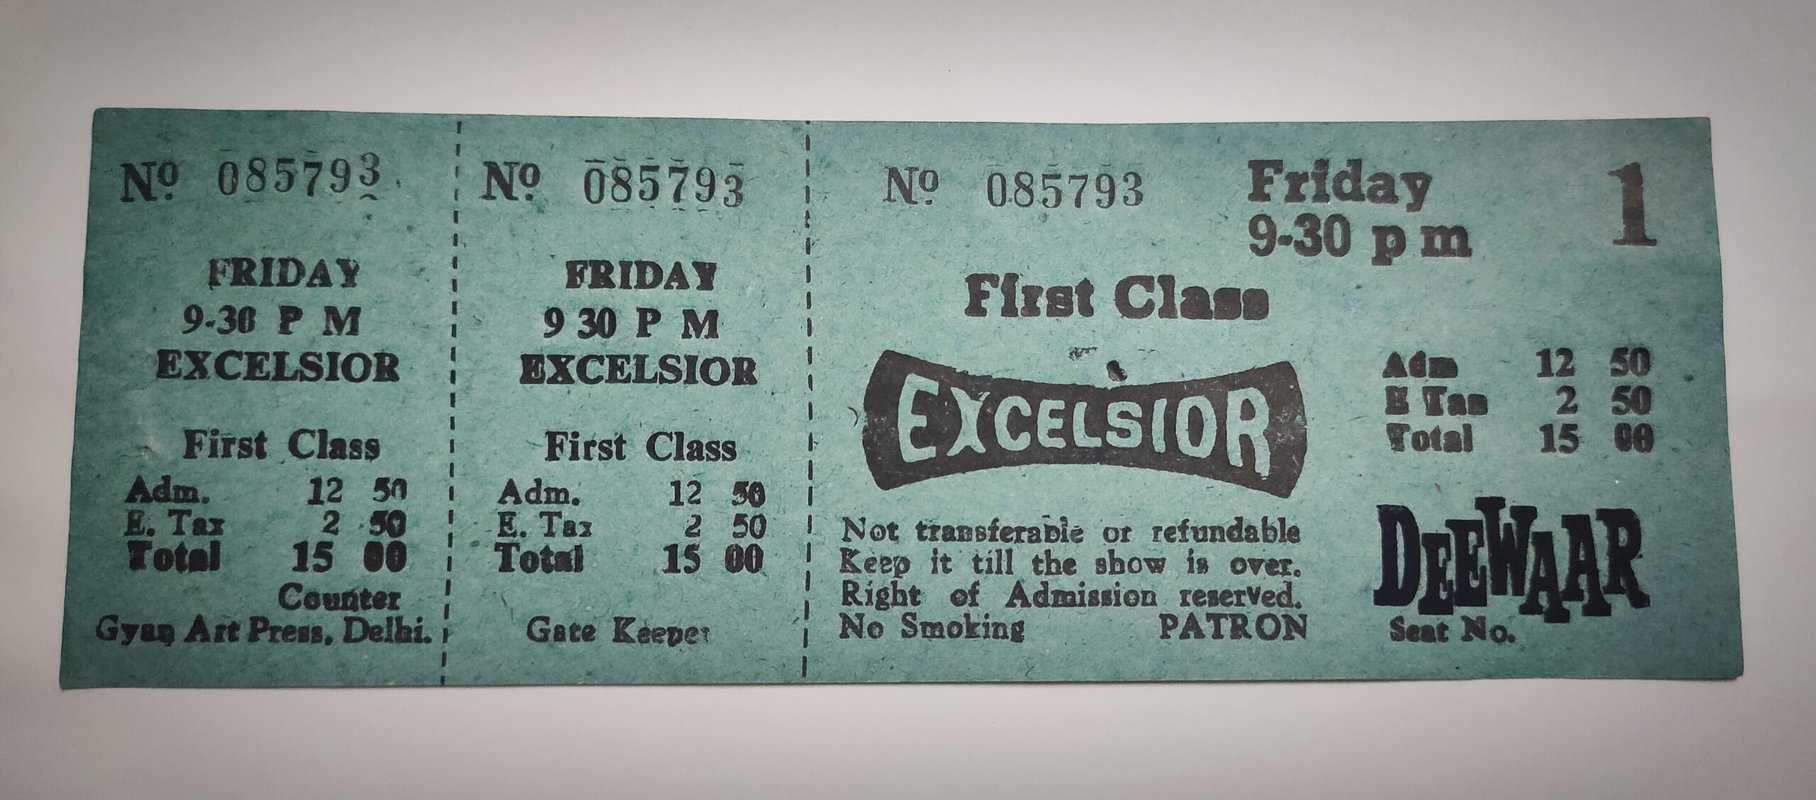 Nº 085793
FRIDAY
9-30 P M
EXCELSIOR
First Class
Adm. 12 50
E. Tax 2 50
Total 15 00
Counter
Gyan Art Press, Delhi.
Nº 085793
FRIDAY
9 30 P M
EXCELSIOR
First Class
Adm. 12 50
E. Tax 2 50
Total 15 00
Gate Keeper
Nº 085793
Friday
9-30 p m
1
First Class
EXCELSIOR
Adm 12 50
E Tax 2 50
Total 15 00
Not transferable or refundable
Keep it till the show is over.
Right of Admission reserved.
No Smoking PATRON
DEEWAAR
Seat No.